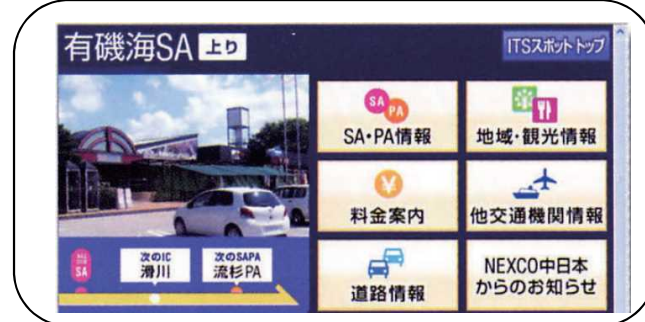 有磯海SA 上り
ITSスポットトップ
SA PA
SA・PA情報
地域・観光情報
¥
料金案内
他交通機関情報
次のIC
滑川
次のSAPA
流杉PA
SA
道路情報
NEXCO中日本
からのお知らせ